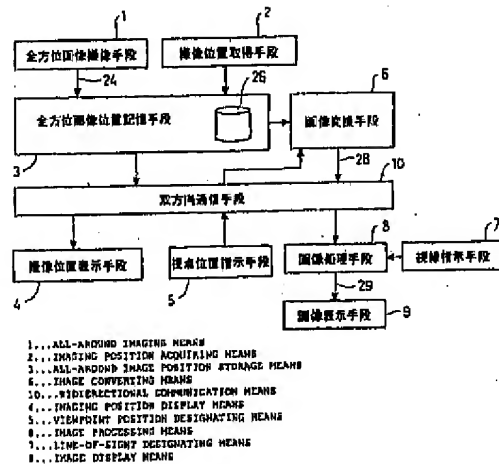 1
2
全方位画像撮像手段
撮像位置取得手段
24
26
6
全方位画像位置記憶手段
画像変換手段
3
28
10
双方向通信手段
8
7
撮像位置表示手段
視点位置指示手段
画像処理手段
視線指示手段
4
5
29
9
画像表示手段
1...ALL-AROUND IMAGING MEANS
2...IMAGING POSITION ACQUIRING MEANS
3...ALL-AROUND IMAGE POSITION STORAGE MEANS
6...IMAGE CONVERTING MEANS
10...BIDIRECTIONAL COMMUNICATION MEANS
4...IMAGING POSITION DISPLAY MEANS
5...VIEWPOINT POSITION DESIGNATING MEANS
8...IMAGE PROCESSING MEANS
7...LINE-OF-SIGHT DESIGNATING MEANS
9...IMAGE DISPLAY MEANS